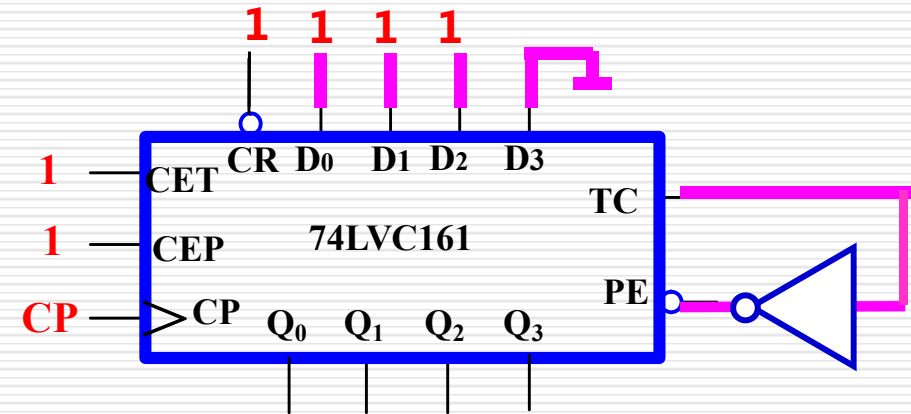 1 1 1 1
CR D0 D1 D2 D3
1 CET
TC
1 CEP 74LVC161
PE
CP CP Q0 Q1 Q2 Q3